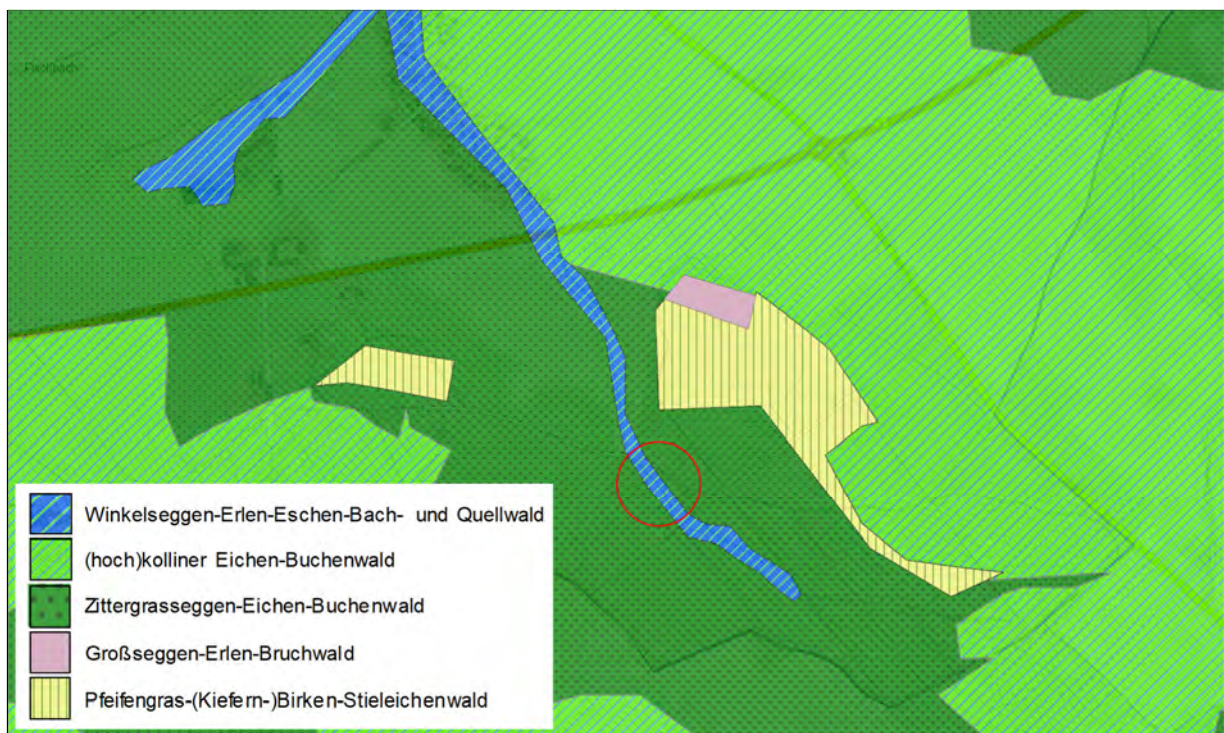 Winkelseggen-Erlen-Eschen-Bach- und Quellwald
(hoch)kolliner Eichen-Buchenwald
Zittergrasseggen-Eichen-Buchenwald
Großseggen-Erlen-Bruchwald
Pfeifengras-(Kiefern-)Birken-Stieleichenwald